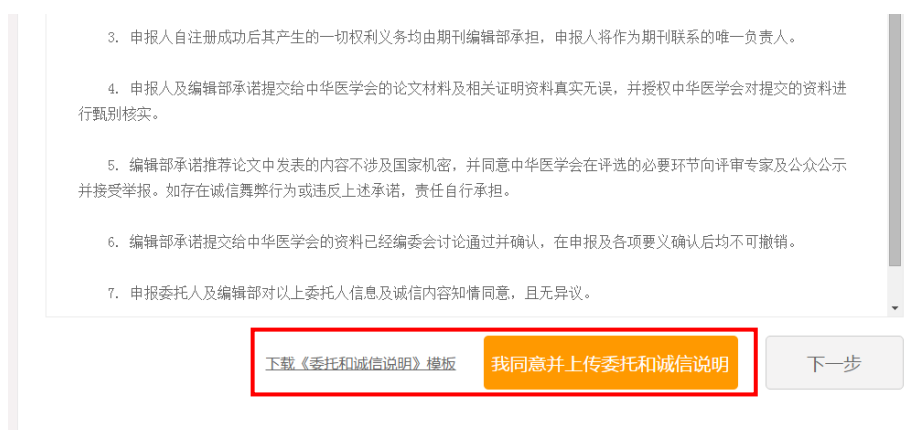 3. 申报人自注册成功后其产生的一切权利义务均由期刊编辑部承担，申报人将作为期刊联系的唯一负责人。
4. 申报人及编辑部承诺提交给中华医学会的论文材料及相关证明资料真实无误，并授权中华医学会对提交的资料进
行甄别核实。
5. 编辑部承诺推荐论文中发表的内容不涉及国家机密，并同意中华医学会在评选的必要环节向评审专家及公众公示
并接受举报。如存在诚信舞弊行为或违反上述承诺，责任自行承担。
6. 编辑部承诺提交给中华医学会的资料已经编委会讨论通过并确认，在申报及各项要义确认后均不可撤销。
7. 申报委托人及编辑部对以上委托人信息及诚信内容知情同意，且无异议。
下载《委托和诚信说明》模板 我同意并上传委托和诚信说明 下一步